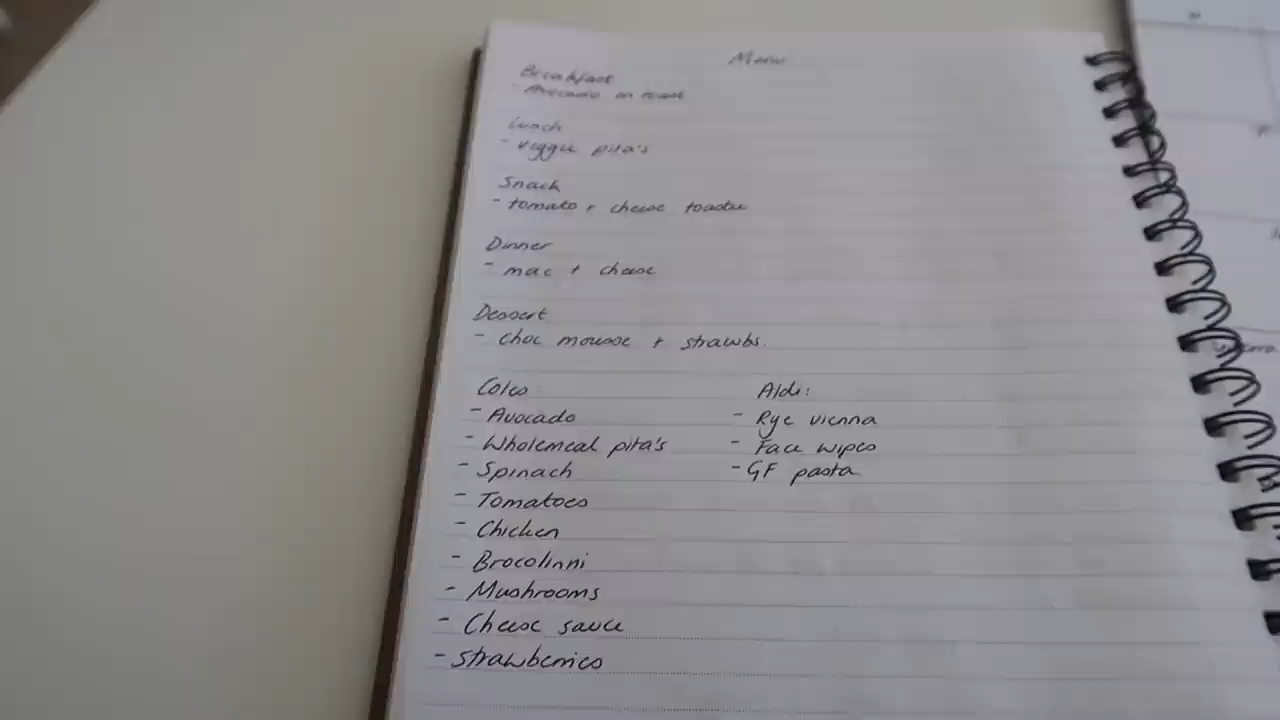 Menu
Breakfast
- Avocado on toast
Lunch
- Veggie pita's
Snack
- tomato + cheese toastie
Dinner
- mac + cheese
Dessert
- choc mousse + strawbs.
Coles:
- Avocado
- Wholemeal pita's
- Spinach
- Tomatoes
- Chicken
- Brocolinni
- Mushrooms
- Cheese sauce
- Strawberries
Aldi:
- Rye vienna
- Face wipes
- GF pasta